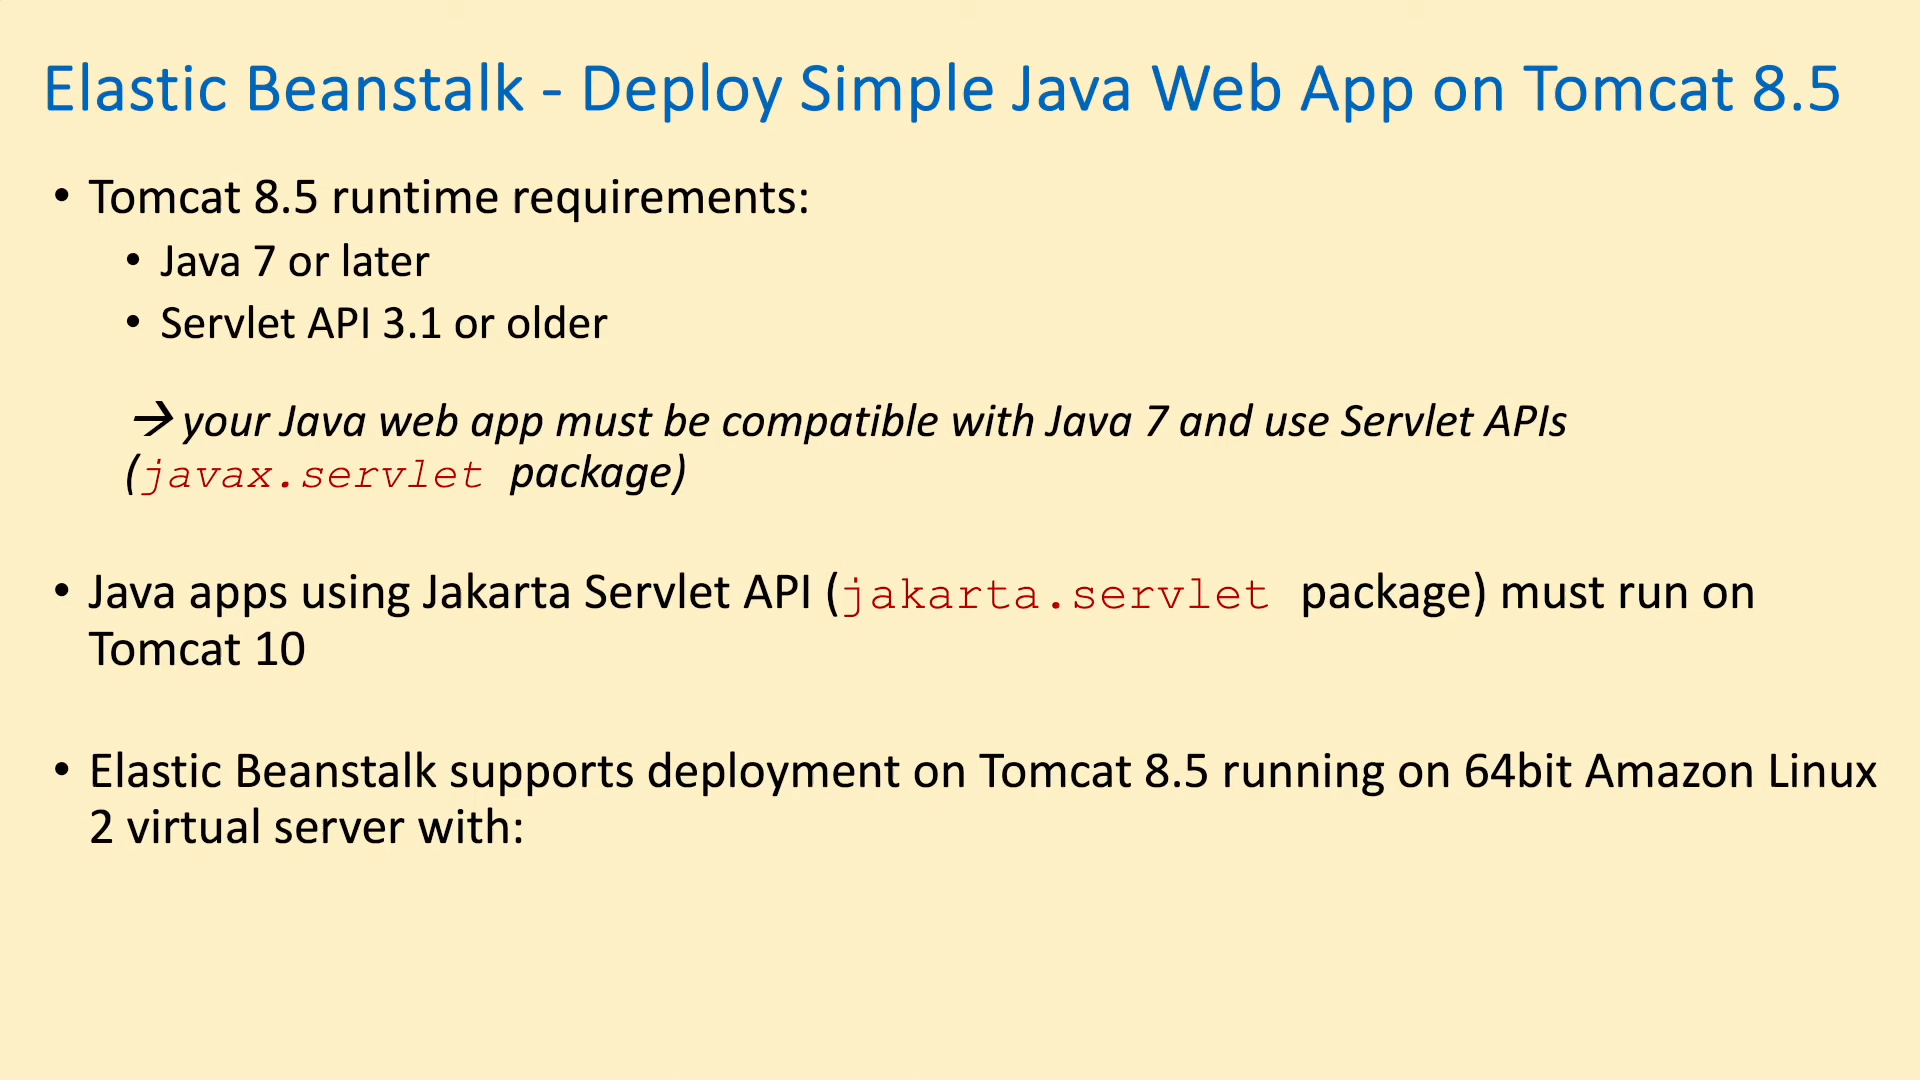 Elastic Beanstalk - Deploy Simple Java Web App on Tomcat 8.5
• Tomcat 8.5 runtime requirements:
• Java 7 or later
• Servlet API 3.1 or older
→ your Java web app must be compatible with Java 7 and use Servlet APIs
(javax.servlet package)
• Java apps using Jakarta Servlet API (jakarta.servlet package) must run on
Tomcat 10
• Elastic Beanstalk supports deployment on Tomcat 8.5 running on 64bit Amazon Linux
2 virtual server with: